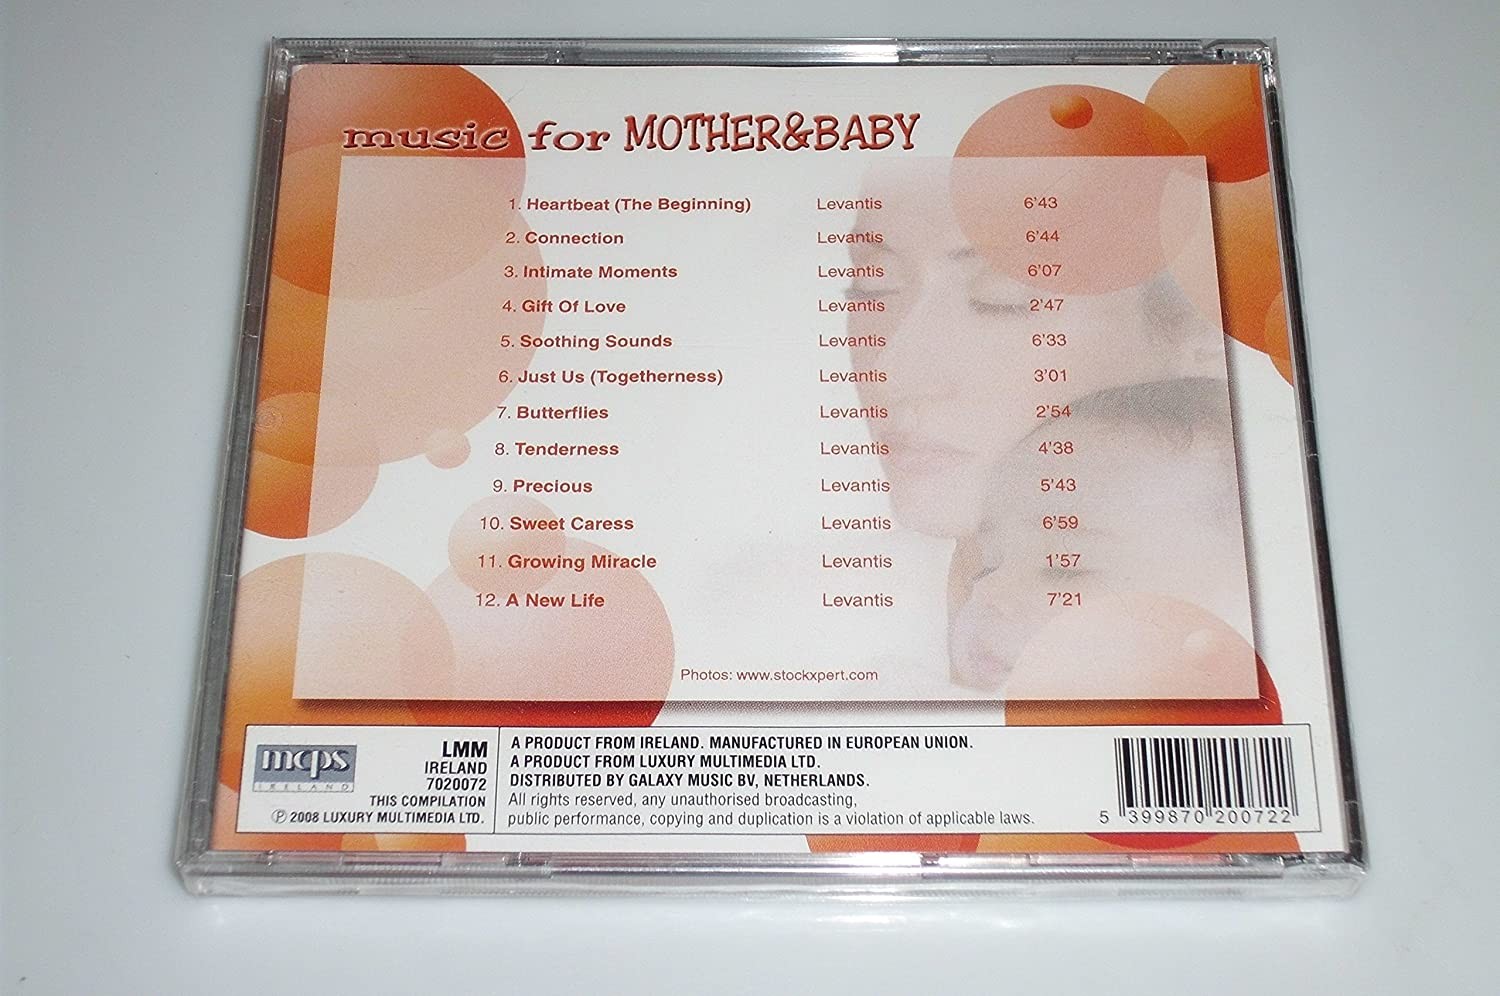 music for MOTHER&BABY
1. Heartbeat (The Beginning) Levantis 6'43
2. Connection Levantis 6'44
3. Intimate Moments Levantis 6'07
4. Gift Of Love Levantis 2'47
5. Soothing Sounds Levantis 6'33
6. Just Us (Togetherness) Levantis 3'01
7. Butterflies Levantis 2'54
8. Tenderness Levantis 4'38
9. Precious Levantis 5'43
10. Sweet Caress Levantis 6'59
11. Growing Miracle Levantis 1'57
12. A New Life Levantis 7'21
Photos: www.stockxpert.com
mcps
IRELAND
LMM
IRELAND
7020072
THIS COMPILATION
℗ 2008 LUXURY MULTIMEDIA LTD.
A PRODUCT FROM IRELAND. MANUFACTURED IN EUROPEAN UNION.
A PRODUCT FROM LUXURY MULTIMEDIA LTD.
DISTRIBUTED BY GALAXY MUSIC BV, NETHERLANDS.
All rights reserved, any unauthorised broadcasting,
public performance, copying and duplication is a violation of applicable laws.
5 399870 200722